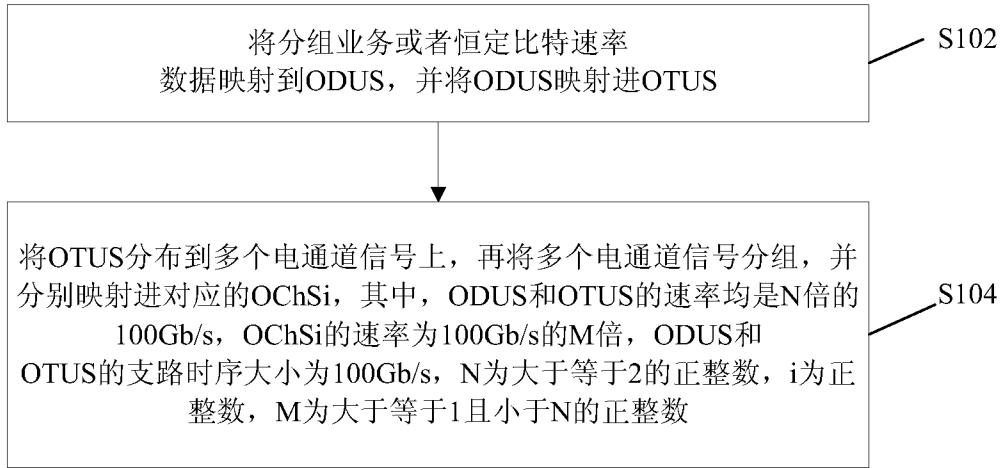 将分组业务或者恒定比特速率
数据映射到ODUS，并将ODUS映射进OTUS
S102
将OTUS分布到多个电通道信号上，再将多个电通道信号分组，并
分别映射进对应的OChSi，其中，ODUS和OTUS的速率均是N倍的
100Gb/s，OChSi的速率为100Gb/s的M倍，ODUS和
OTUS的支路时序大小为100Gb/s，N为大于等于2的正整数，i为正
整数，M为大于等于1且小于N的正整数
S104